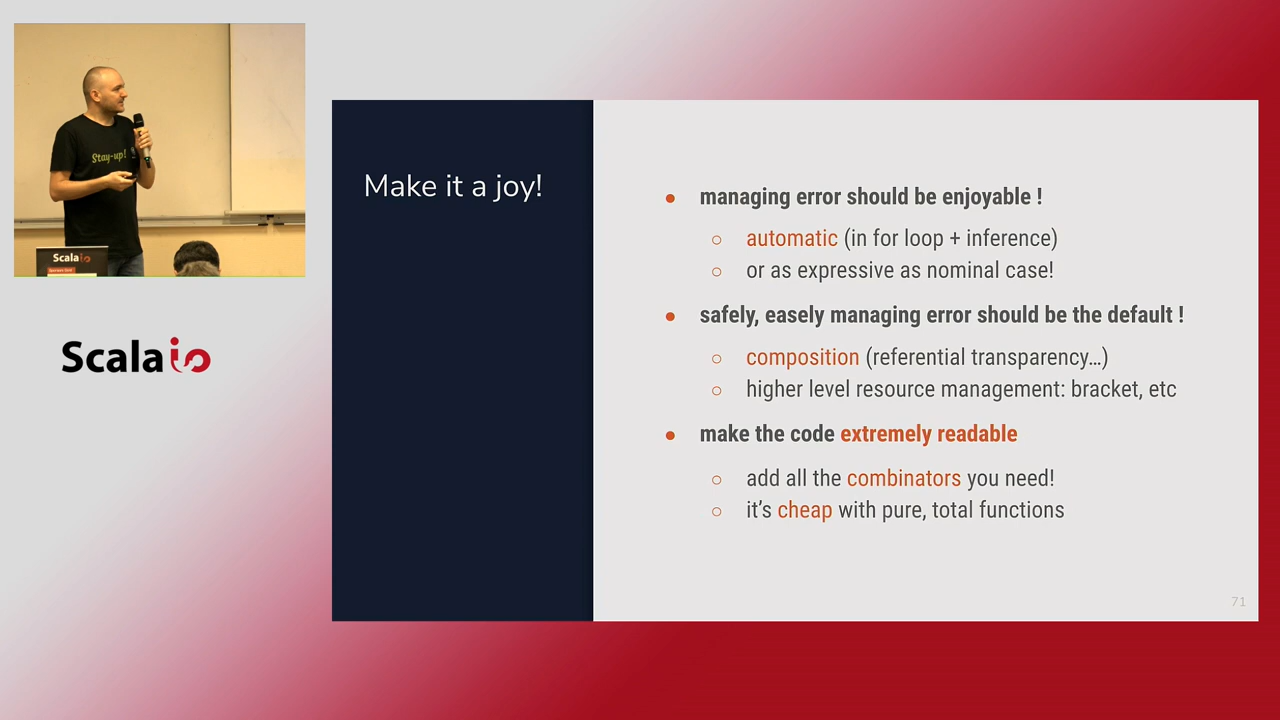 Stay-up!
Scalaio
Scalaio
Make it a joy!
● managing error should be enjoyable !
○ automatic (in for loop + inference)
○ or as expressive as nominal case!
● safely, easely managing error should be the default !
○ composition (referential transparency…)
○ higher level resource management: bracket, etc
● make the code extremely readable
○ add all the combinators you need!
○ it’s cheap with pure, total functions
71